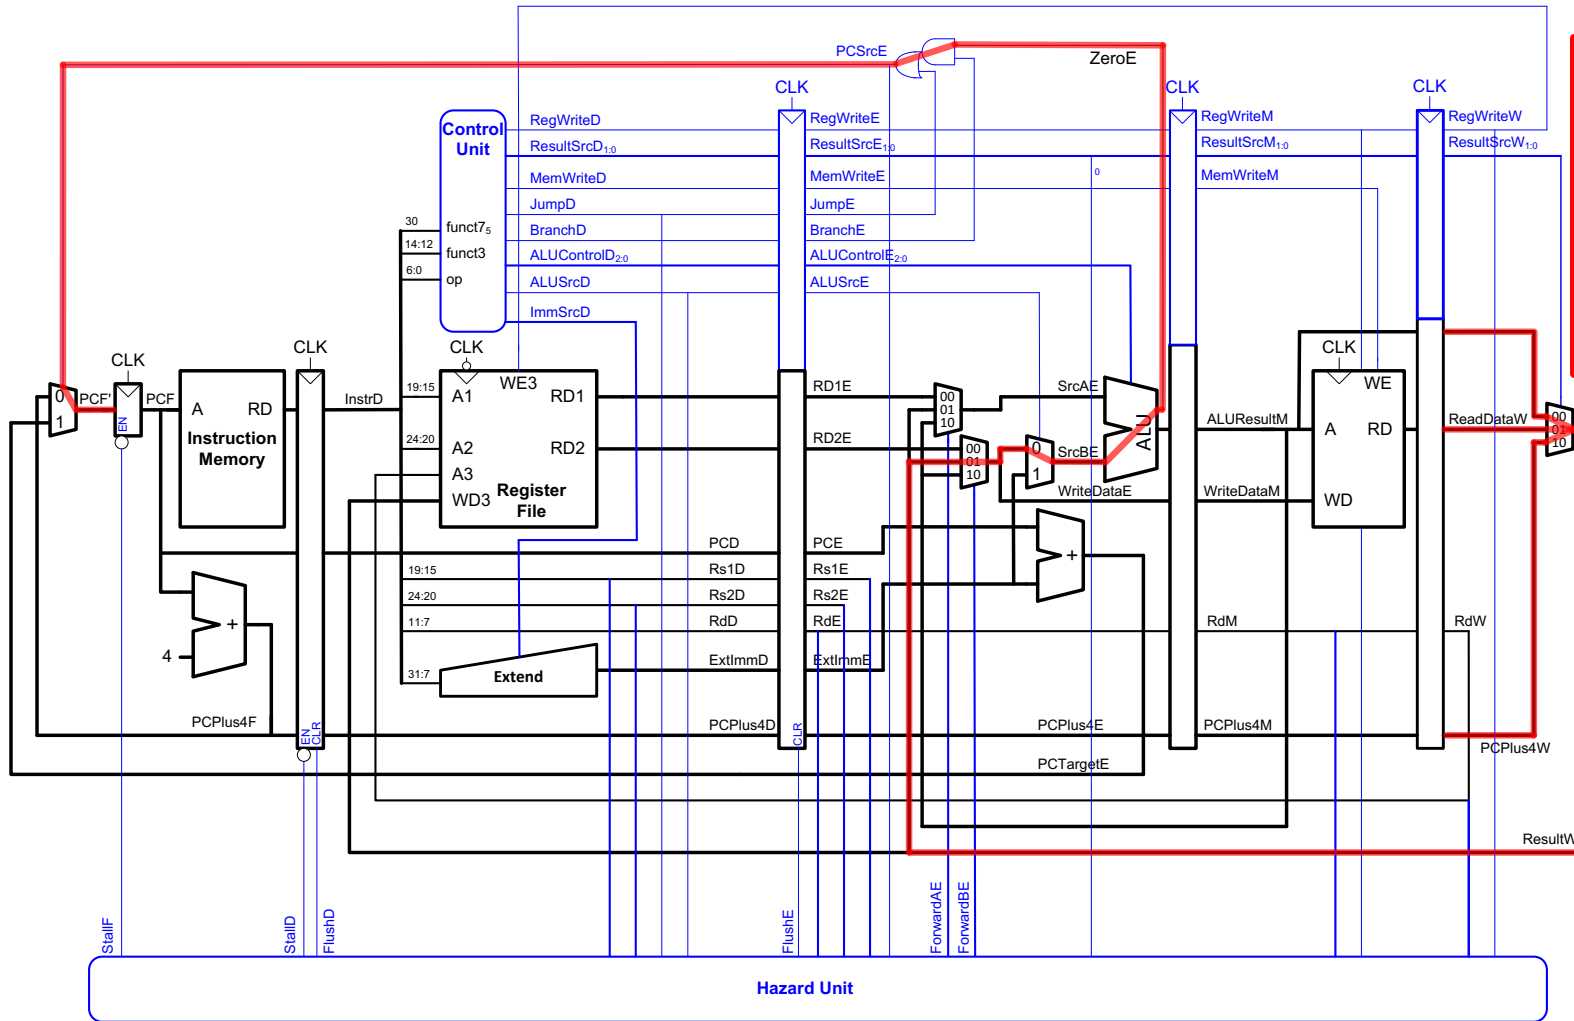 PCSrcE
ZeroE
CLK
CLK
CLK
Control
Unit
RegWriteD
RegWriteE
RegWriteM
RegWriteW
ResultSrcD1:0
ResultSrcE1:0
ResultSrcM1:0
ResultSrcW1:0
0
MemWriteD
MemWriteE
MemWriteM
JumpD
JumpE
30
funct75
BranchD
BranchE
14:12
funct3
ALUControlD2:0
ALUControlE2:0
6:0
op
ALUSrcD
ALUSrcE
ImmSrcD
CLK
CLK
CLK
CLK
0
PCF'
PCF
1
EN
A
RD
Instruction
Memory
InstrD
19:15
A1
WE3
RD1
RD1E
00
01
10
SrcAE
ALU
ALUResultM
WE
A
RD
ReadDataW
00
01
10
24:20
A2
RD2
RD2E
00
01
10
0
1
SrcBE
A3
WD3
Register
File
WriteDataE
WriteDataM
WD
PCD
PCE
+
19:15
Rs1D
Rs1E
24:20
Rs2D
Rs2E
11:7
RdD
RdE
RdM
RdW
+
4
31:7
Extend
ExtImmD
ExtImmE
PCPlus4F
EN
CLR
PCPlus4D
CLR
PCPlus4E
PCPlus4M
PCPlus4W
PCTargetE
ResultW
StallF
StallD
FlushD
FlushE
ForwardAE
ForwardBE
Hazard Unit